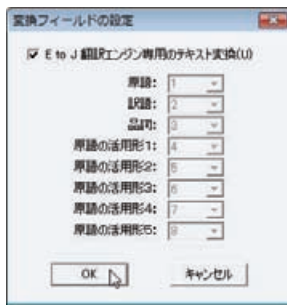 変換フィールドの設定
E to J 翻訳エンジン専用のテキスト変換(U)
原語: 1
訳語: 2
品詞: 3
原語の活用形1: 4
原語の活用形2: 5
原語の活用形3: 6
原語の活用形4: 7
原語の活用形5: 8
OK キャンセル